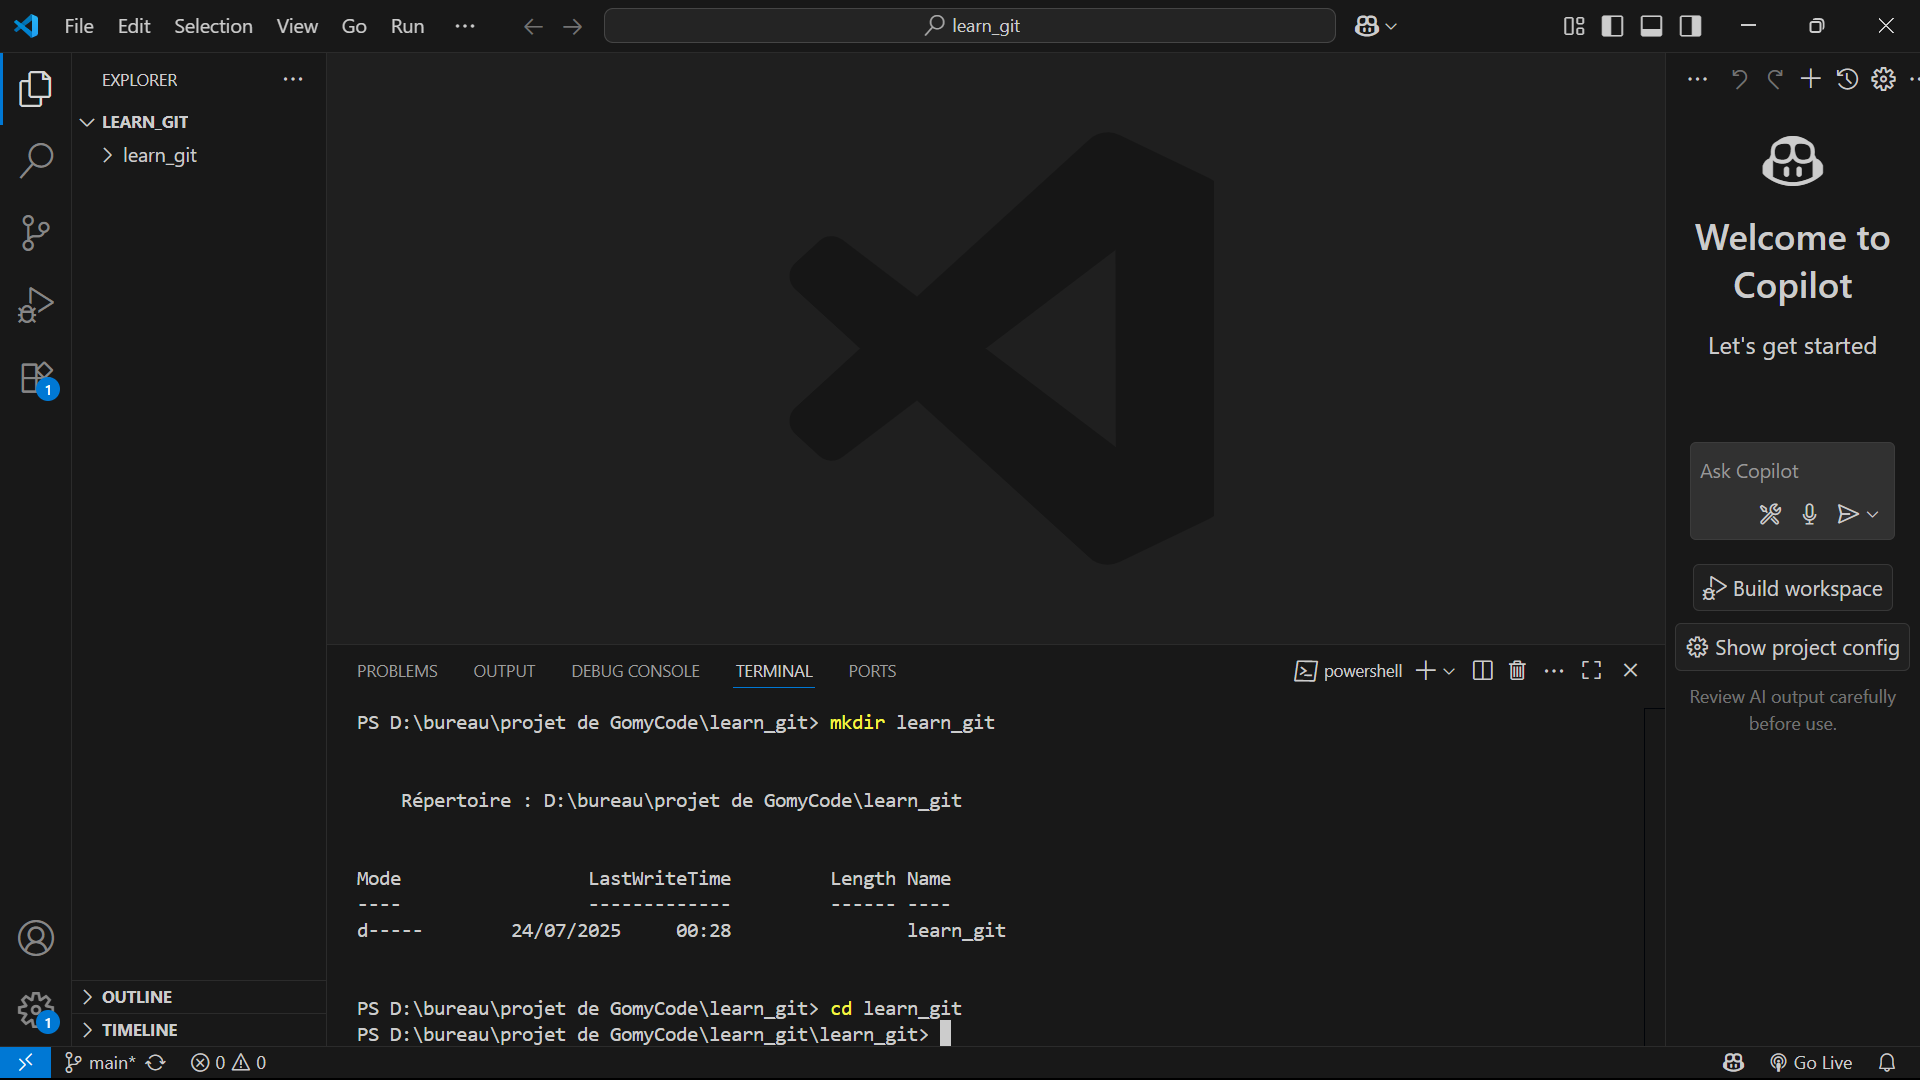 File Edit Selection View Go Run ···
learn_git
EXPLORER ···
LEARN_GIT
learn_git
1
1
OUTLINE
TIMELINE
PROBLEMS OUTPUT DEBUG CONSOLE TERMINAL PORTS
powershell
PS D:\bureau\projet de GomyCode\learn_git> mkdir learn_git
Répertoire : D:\bureau\projet de GomyCode\learn_git
Mode LastWriteTime Length Name
---- ------------- ------ ----
d----- 24/07/2025 00:28 learn_git
PS D:\bureau\projet de GomyCode\learn_git> cd learn_git
PS D:\bureau\projet de GomyCode\learn_git\learn_git>
Welcome to
Copilot
Let's get started
Ask Copilot
Build workspace
Show project config
Review AI output carefully
before use.
main* 0 0
Go Live